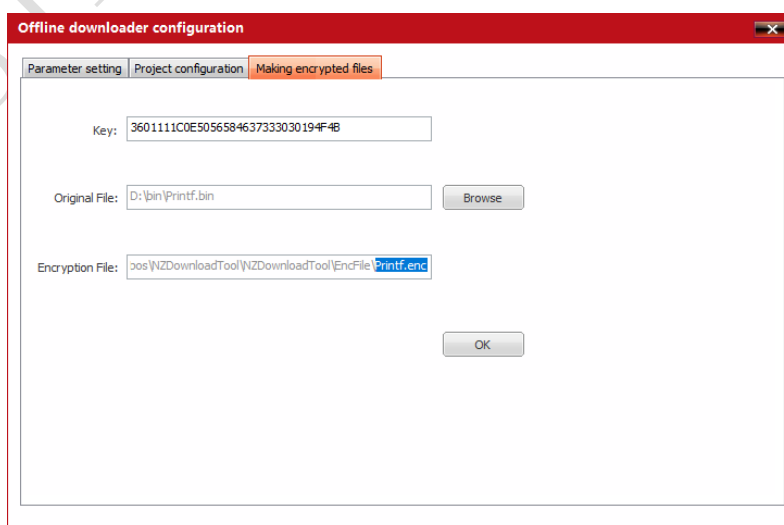 Offline downloader configuration
Parameter setting Project configuration Making encrypted files
Key: 3601111C0E5056584637333030194F4B
Original File: D:\bin\Printf.bin Browse
Encryption File: pos\NZDownloadTool\NZDownloadTool\EncFile\Printf.enc
OK